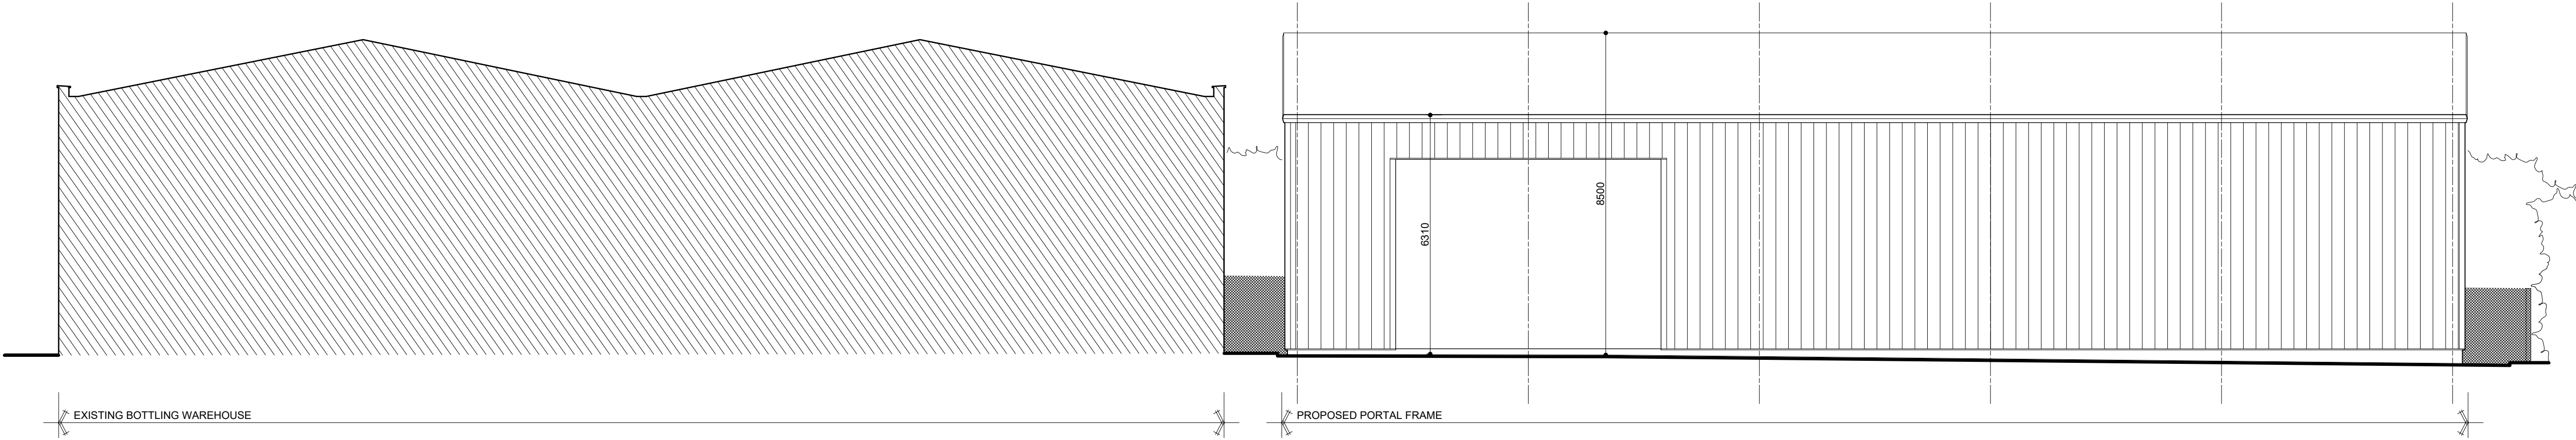 8500
6310
EXISTING BOTTLING WAREHOUSE
PROPOSED PORTAL FRAME